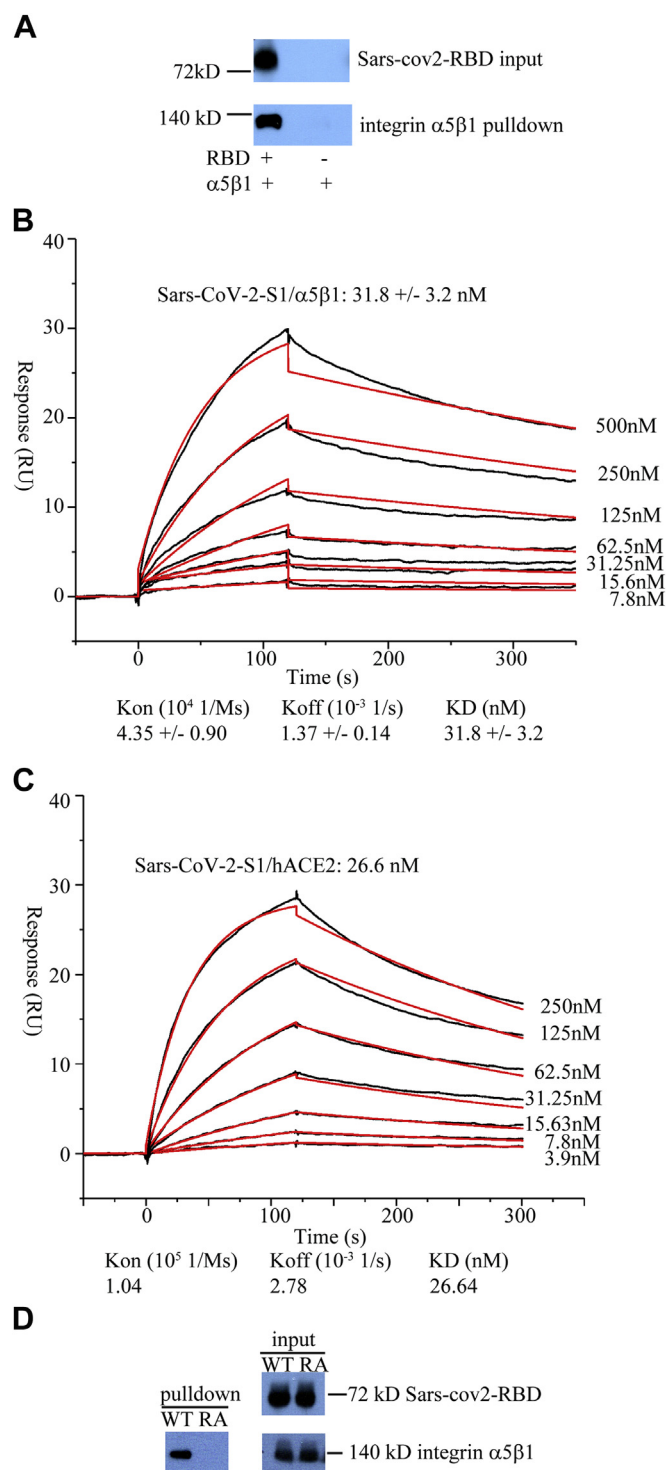 A
72kD
Sars-cov2-RBD input
140 kD
integrin α5β1 pulldown
RBD + -
α5β1 + +
B
40
Sars-CoV-2-S1/α5β1: 31.8 +/- 3.2 nM
30
20
10
0
Response (RU)
500nM
250nM
125nM
62.5nM
31.25nM
15.6nM
7.8nM
0 100 200 300
Time (s)
Kon (10⁴ 1/Ms) Koff (10⁻³ 1/s) KD (nM)
4.35 +/- 0.90 1.37 +/- 0.14 31.8 +/- 3.2
C
40
Sars-CoV-2-S1/hACE2: 26.6 nM
30
20
10
0
Response (RU)
250nM
125nM
62.5nM
31.25nM
15.63nM
7.8nM
3.9nM
0 100 200 300
Time (s)
Kon (10⁵ 1/Ms) Koff (10⁻³ 1/s) KD (nM)
1.04 2.78 26.64
D
input
WT RA
72 kD Sars-cov2-RBD
pulldown
WT RA
140 kD integrin α5β1